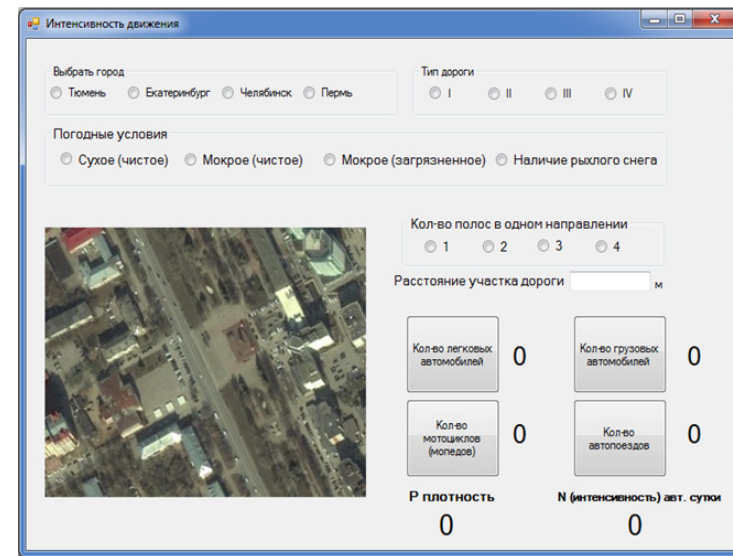 Интенсивность движения
Выбрать город
Тюмень Екатеринбург Челябинск Пермь
Тип дороги
I II III IV
Погодные условия
Сухое (чистое) Мокрое (чистое) Мокрое (загрязненное) Наличие рыхлого снега
Кол-во полос в одном направлении
1 2 3 4
Расстояние участка дороги м
Кол-во легковых
автомобилей
0
Кол-во грузовых
автомобилей
0
Кол-во
мотоциклов
(мопедов)
0
Кол-во
автопоездов
0
P плотность
0
N (интенсивность) авт. сутки
0